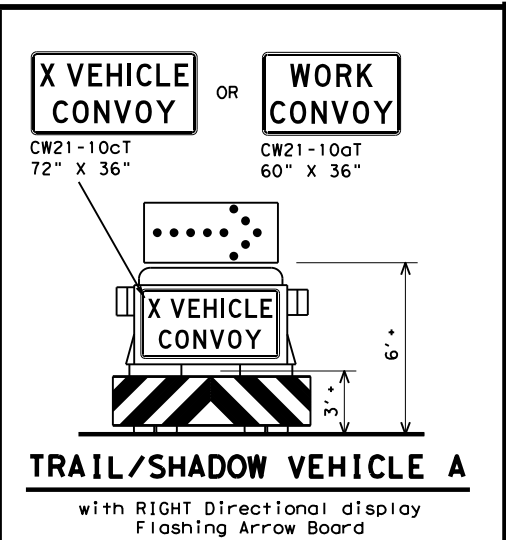 X VEHICLE
CONVOY
OR
WORK
CONVOY
CW21-10cT
72" X 36"
CW21-10aT
60" X 36"
X VEHICLE
CONVOY
6' +
3' +
TRAIL/SHADOW VEHICLE A
with RIGHT Directional display
Flashing Arrow Board